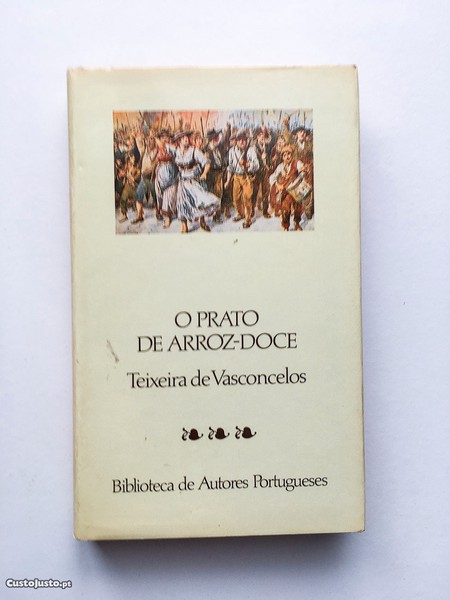 O PRATO
DE ARROZ-DOCE
Teixeira de Vasconcelos
Biblioteca de Autores Portugueses
CustoJusto.pt